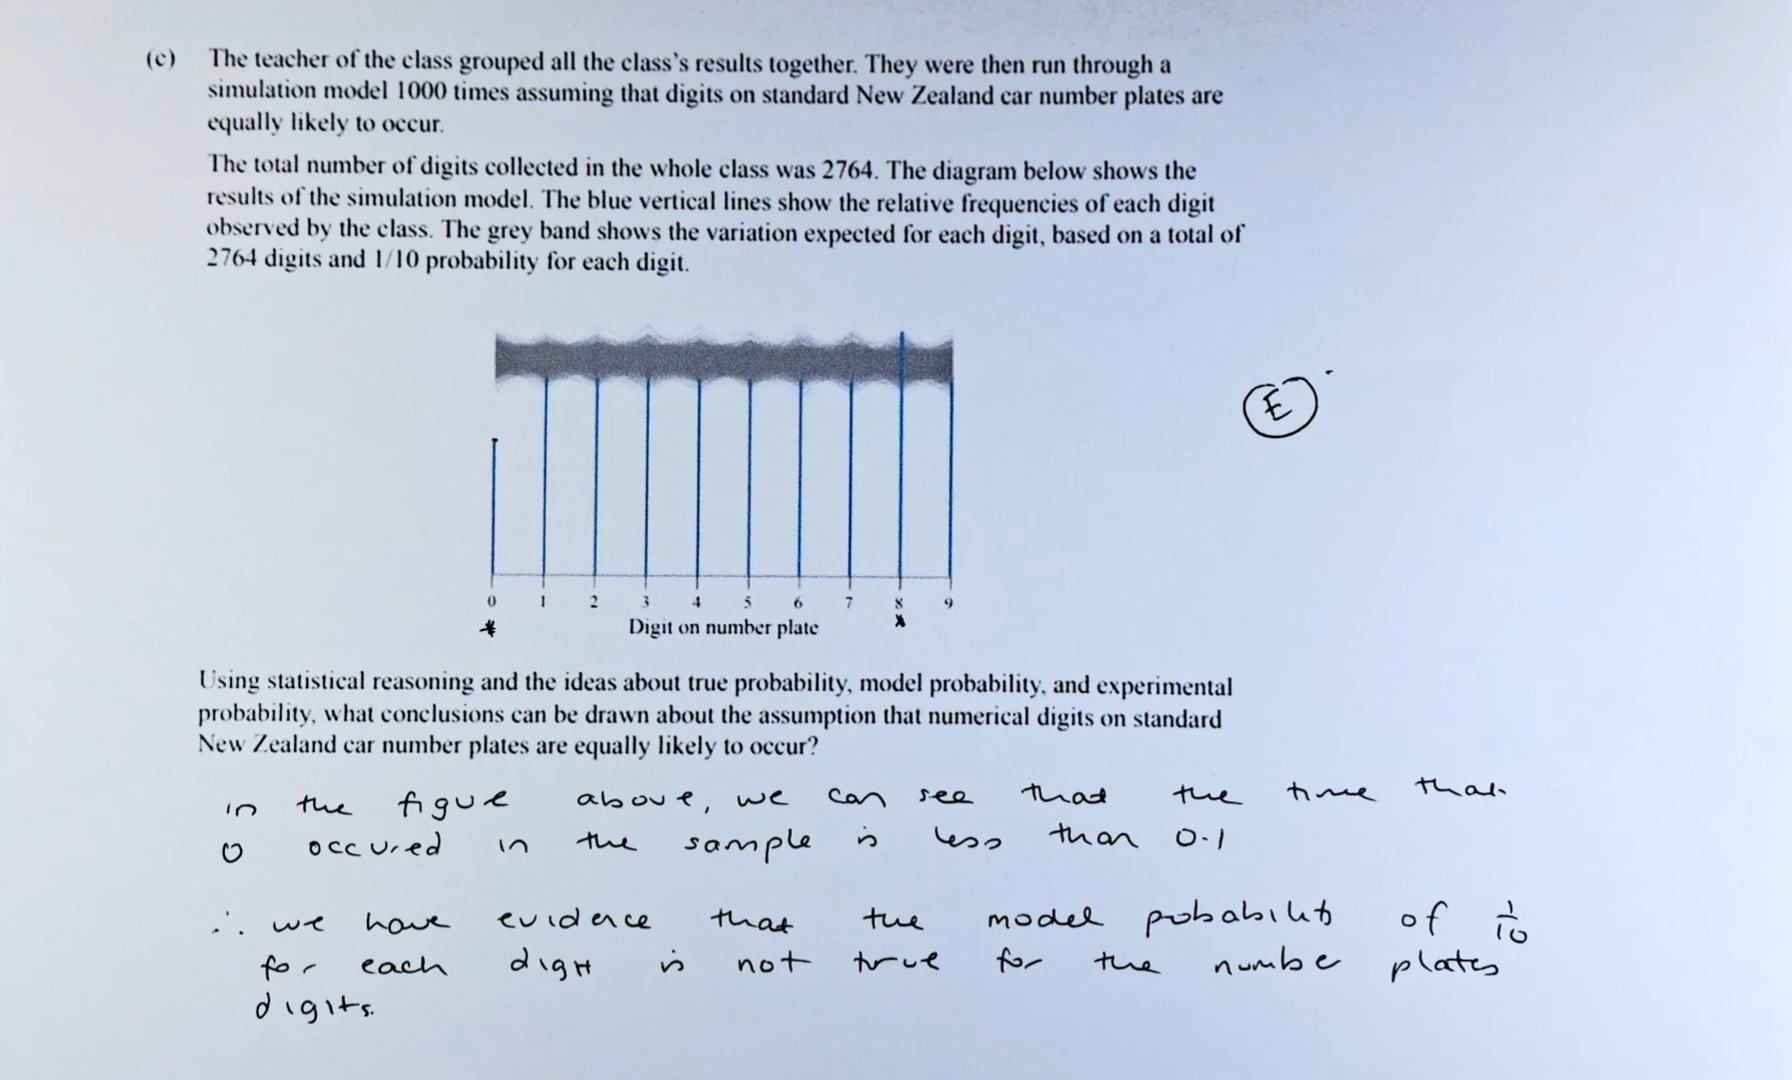 (c) The teacher of the class grouped all the class's results together. They were then run through a
simulation model 1000 times assuming that digits on standard New Zealand car number plates are
equally likely to occur.
The total number of digits collected in the whole class was 2764. The diagram below shows the
results of the simulation model. The blue vertical lines show the relative frequencies of each digit
observed by the class. The grey band shows the variation expected for each digit, based on a total of
2764 digits and 1/10 probability for each digit.
E
0 1 2 3 4 5 6 7 8 9
Digit on number plate
Using statistical reasoning and the ideas about true probability, model probability, and experimental
probability, what conclusions can be drawn about the assumption that numerical digits on standard
New Zealand car number plates are equally likely to occur?
in the figue above, we can see that the time that
0 occured in the sample is less than 0.1
∴ we have evidence that the model probability of 1/10
for each digit is not true for the number plates
digits.